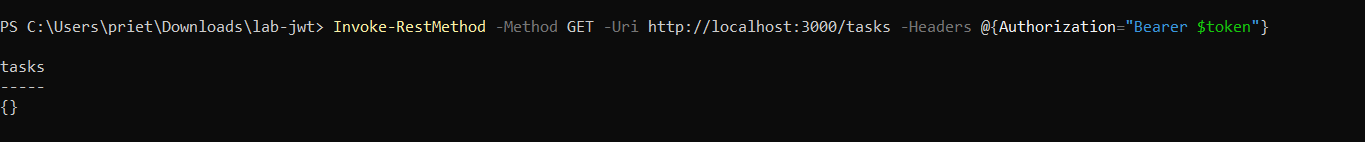 PS C:\Users\priet\Downloads\lab-jwt> Invoke-RestMethod -Method GET -Uri http://localhost:3000/tasks -Headers @{Authorization="Bearer $token"}
tasks
-----
{}